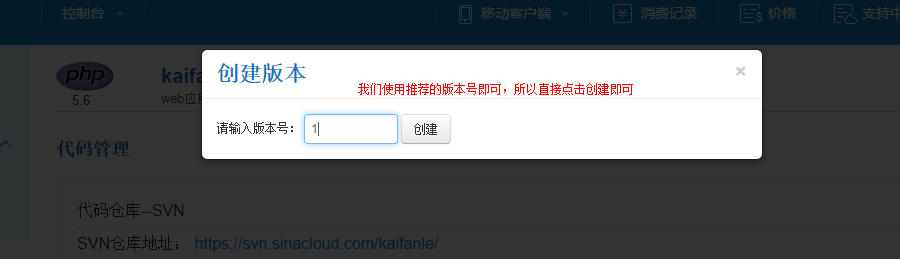 控制台 移动客户端 消费记录 价格 支持中
php
5.6
kaifa
web应
创建版本
×
我们使用推荐的版本号即可，所以直接点击创建即可
请输入版本号： 1 创建
代码管理
代码仓库--SVN
SVN仓库地址： https://svn.sinacloud.com/kaifanle/